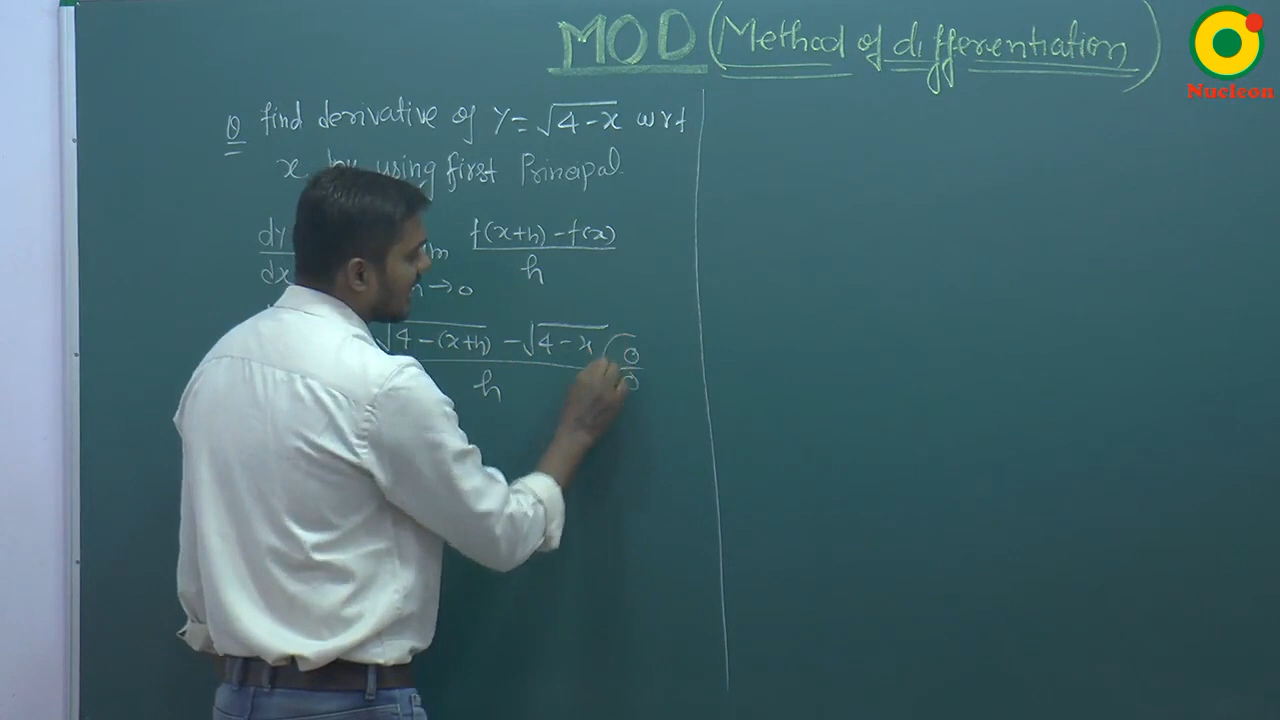 MOD (Method of differentiation)
Nucleon
Q find derivative of Y = √4-x wrt
x by using first Principal
dy/dx f(x+h) - f(x)/h
h→0
√4-(x+h) - √4-x/h (0/0